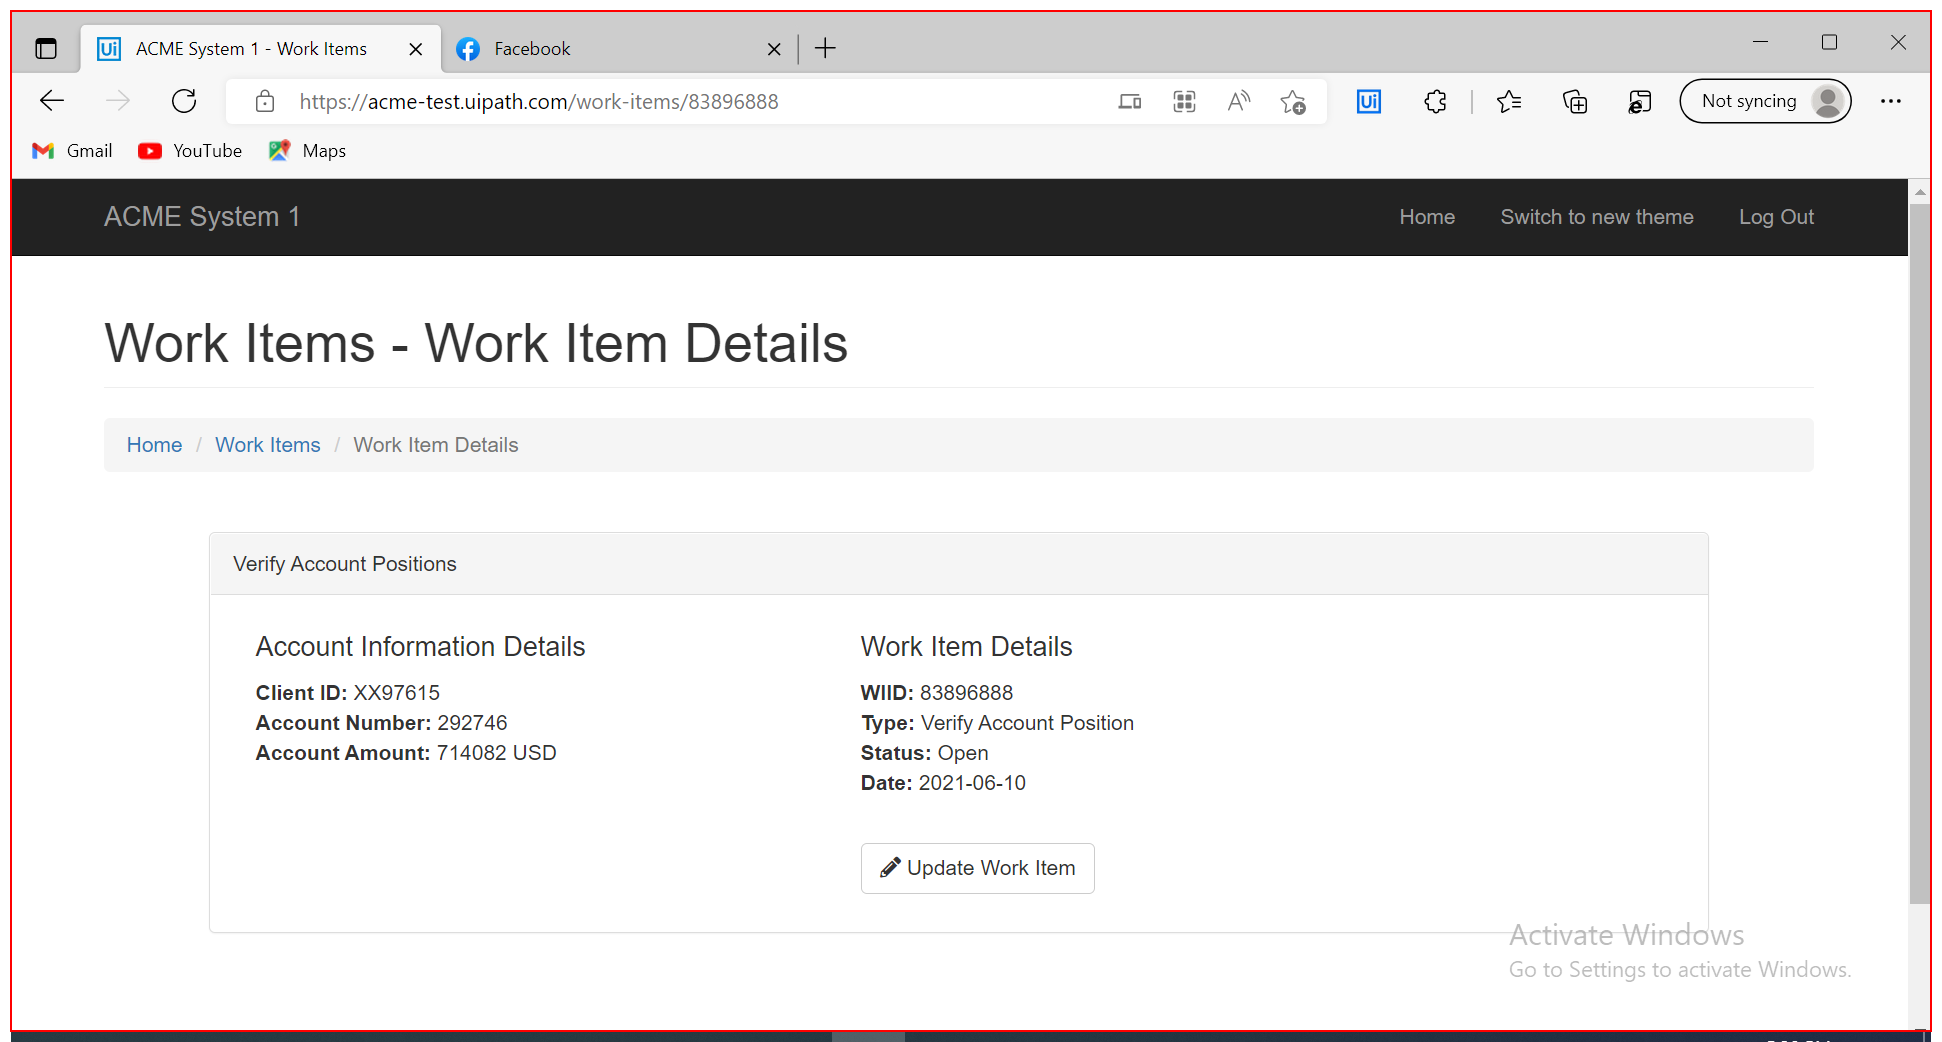 Ui ACME System 1 - Work Items Facebook
https://acme-test.uipath.com/work-items/83896888 A Ui Not syncing
Gmail YouTube Maps
ACME System 1 Home Switch to new theme Log Out
Work Items - Work Item Details
Home / Work Items / Work Item Details
Verify Account Positions
Account Information Details
Client ID: XX97615
Account Number: 292746
Account Amount: 714082 USD
Work Item Details
WIID: 83896888
Type: Verify Account Position
Status: Open
Date: 2021-06-10
Update Work Item
Activate Windows
Go to Settings to activate Windows.